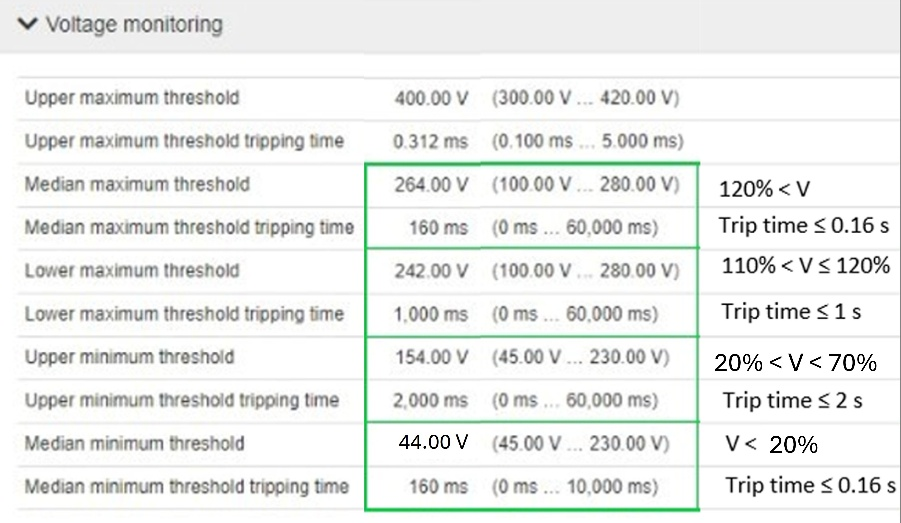 Voltage monitoring
Upper maximum threshold 400.00 V (300.00 V ... 420.00 V)
Upper maximum threshold tripping time 0.312 ms (0.100 ms ... 5.000 ms)
Median maximum threshold 264.00 V (100.00 V ... 280.00 V) 120% < V
Median maximum threshold tripping time 160 ms (0 ms ... 60,000 ms) Trip time ≤ 0.16 s
Lower maximum threshold 242.00 V (100.00 V ... 280.00 V) 110% < V ≤ 120%
Lower maximum threshold tripping time 1,000 ms (0 ms ... 60,000 ms) Trip time ≤ 1 s
Upper minimum threshold 154.00 V (45.00 V ... 230.00 V) 20% < V < 70%
Upper minimum threshold tripping time 2,000 ms (0 ms ... 60,000 ms) Trip time ≤ 2 s
Median minimum threshold 44.00 V (45.00 V ... 230.00 V) V < 20%
Median minimum threshold tripping time 160 ms (0 ms ... 10,000 ms) Trip time ≤ 0.16 s